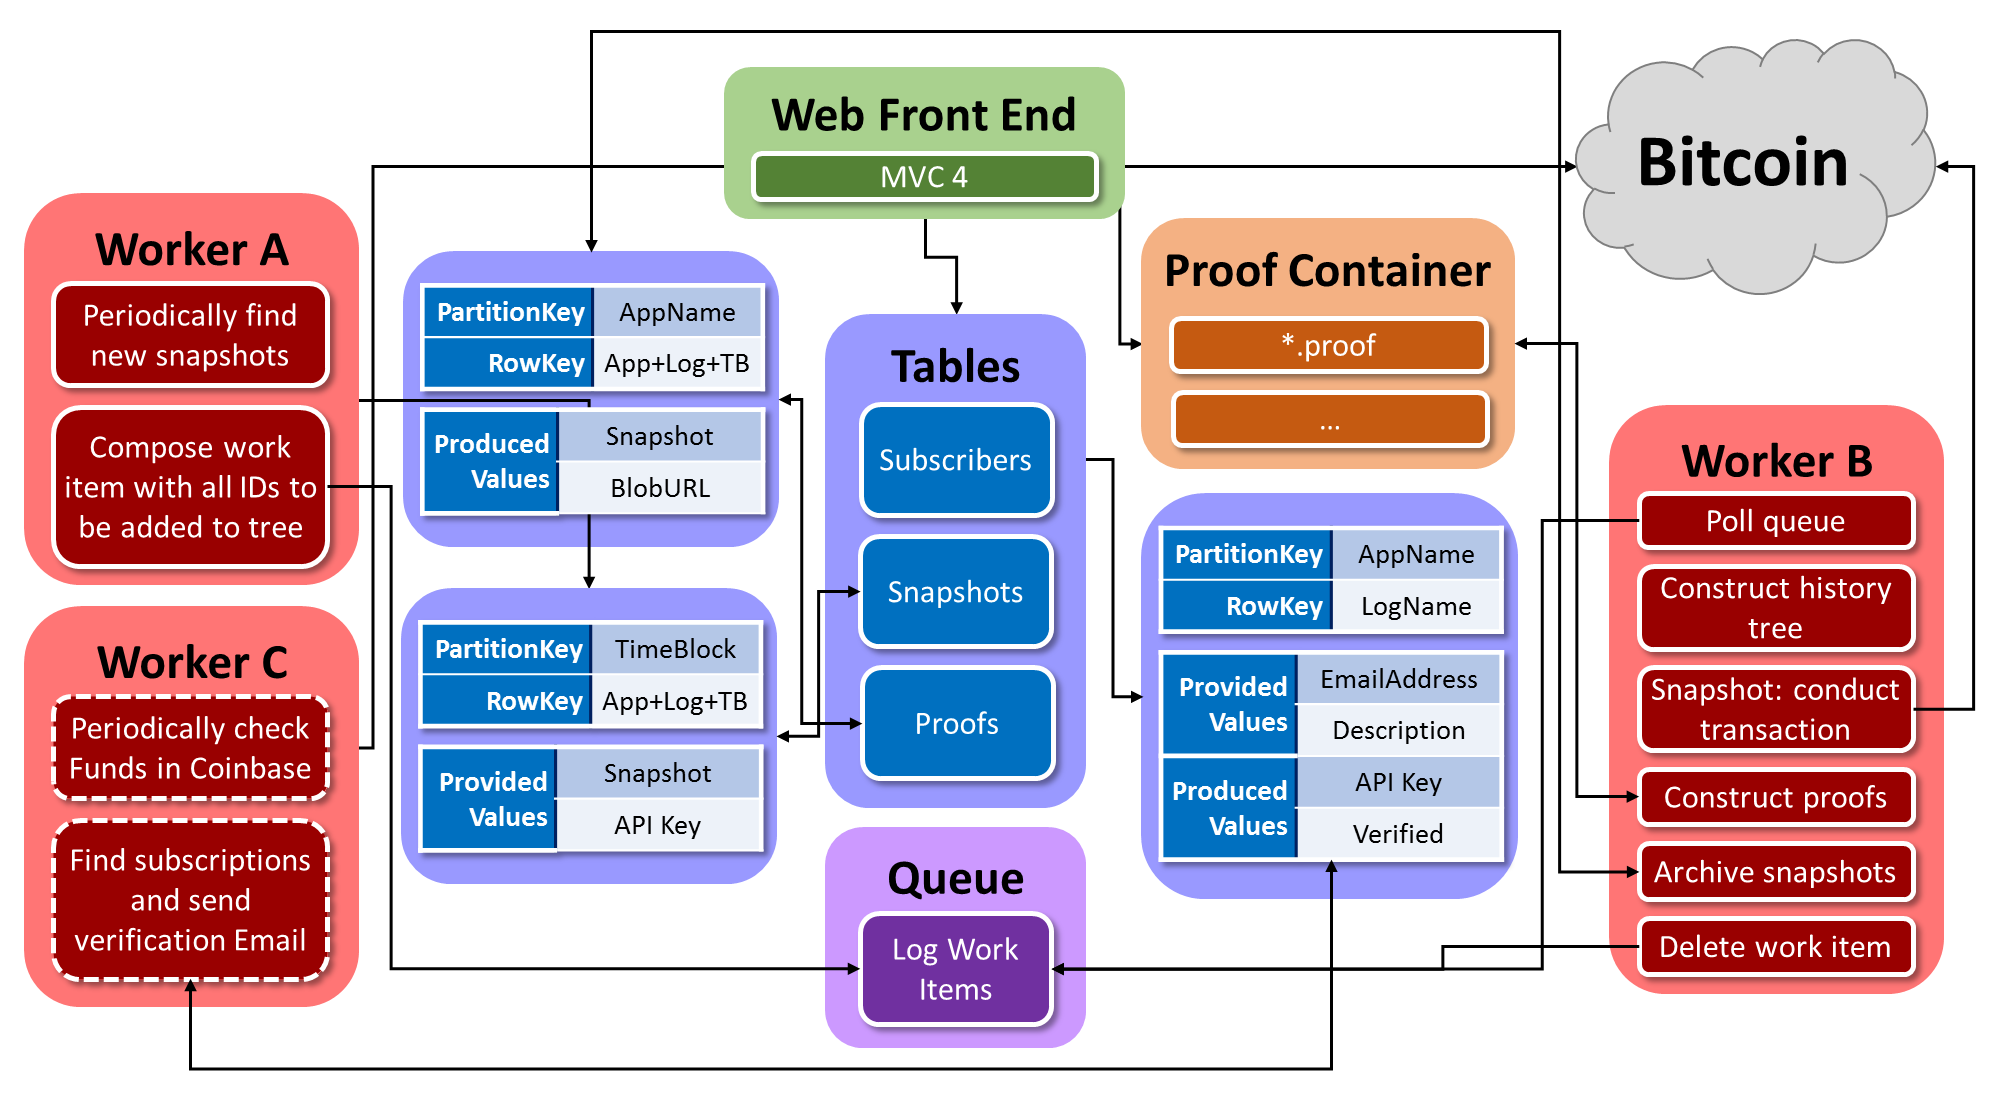 Web Front End
MVC 4
Bitcoin
Worker A
Periodically find
new snapshots
Compose work
item with all IDs to
be added to tree
Worker C
Periodically check
Funds in Coinbase
Find subscriptions
and send
verification Email
PartitionKey AppName
RowKey App+Log+TB
Produced Values
Snapshot
BlobURL
PartitionKey TimeBlock
RowKey App+Log+TB
Provided Values
Snapshot
API Key
Tables
Subscribers
Snapshots
Proofs
Queue
Log Work
Items
Proof Container
*.proof
...
PartitionKey AppName
RowKey LogName
Provided Values
EmailAddress
Description
Produced Values
API Key
Verified
Worker B
Poll queue
Construct history
tree
Snapshot: conduct
transaction
Construct proofs
Archive snapshots
Delete work item